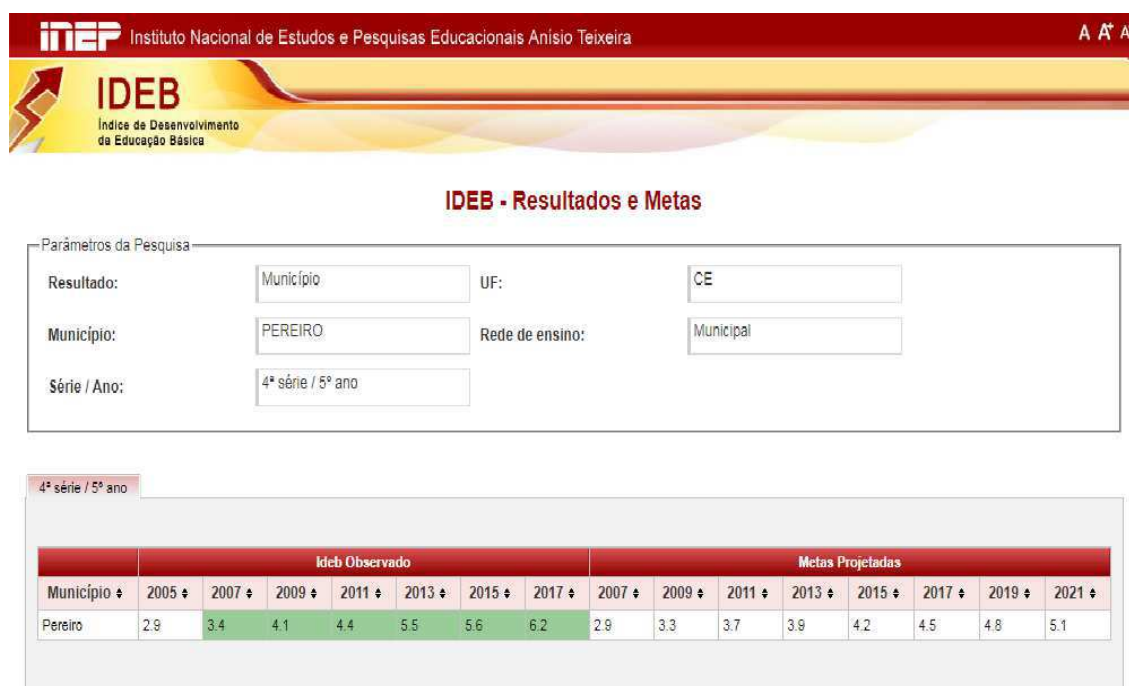 inep Instituto Nacional de Estudos e Pesquisas Educacionais Anísio Teixeira A A+ A
IDEB
Índice de Desenvolvimento
da Educação Básica
IDEB - Resultados e Metas
Parâmetros da Pesquisa
Resultado: Município UF: CE
Município: PEREIRO Rede de ensino: Municipal
Série / Ano: 4ª série / 5º ano
4ª série / 5º ano
Ideb Observado Metas Projetadas
Município 2005 2007 2009 2011 2013 2015 2017 2007 2009 2011 2013 2015 2017 2019 2021
Pereiro 2.9 3.4 4.1 4.4 5.5 5.6 6.2 2.9 3.3 3.7 3.9 4.2 4.5 4.8 5.1